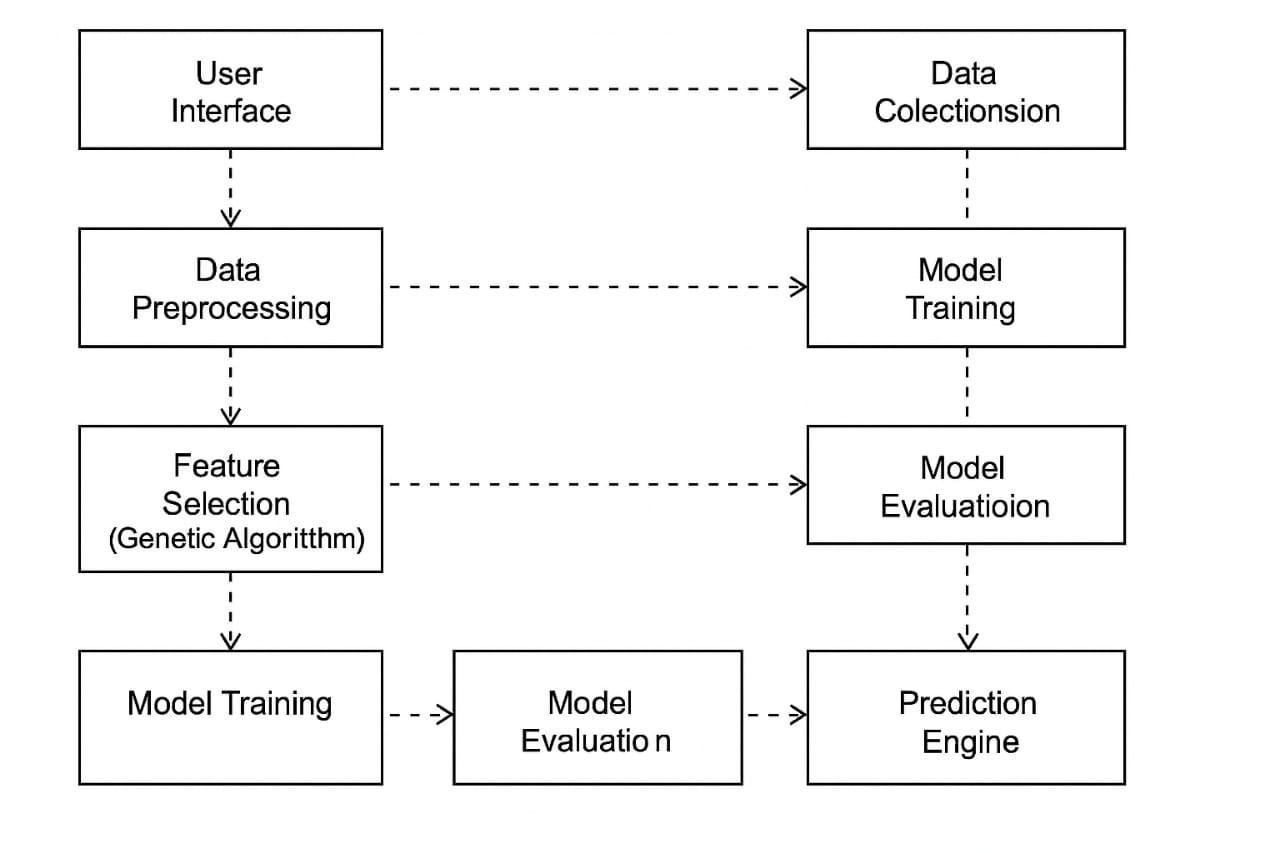 User
Interface
Data
Colectionsion
Data
Preprocessing
Model
Training
Feature
Selection
(Genetic Algoritthm)
Model
Evaluatioion
Model Training
Model
Evaluation
Prediction
Engine